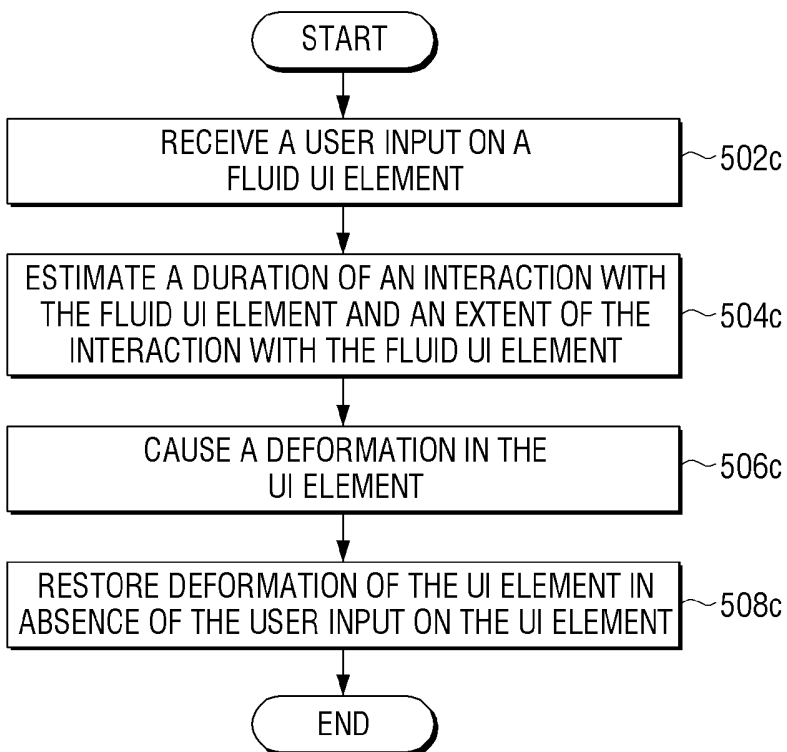 START
RECEIVE A USER INPUT ON A
FLUID UI ELEMENT
502c
ESTIMATE A DURATION OF AN INTERACTION WITH
THE FLUID UI ELEMENT AND AN EXTENT OF THE
INTERACTION WITH THE FLUID UI ELEMENT
504c
CAUSE A DEFORMATION IN THE
UI ELEMENT
506c
RESTORE DEFORMATION OF THE UI ELEMENT IN
ABSENCE OF THE USER INPUT ON THE UI ELEMENT
508c
END